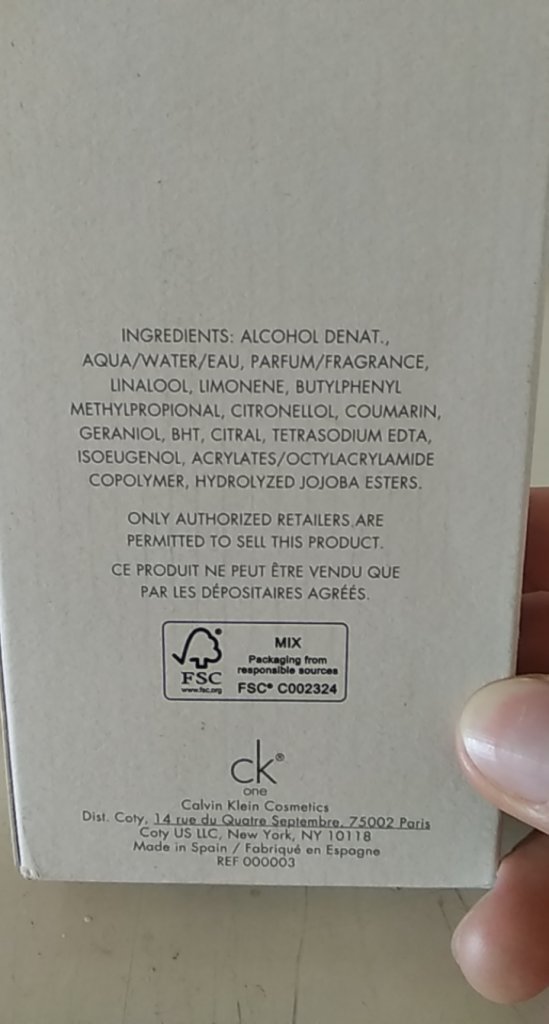 INGREDIENTS: ALCOHOL DENAT.,
AQUA/WATER/EAU, PARFUM/FRAGRANCE,
LINALOOL, LIMONENE, BUTYLPHENYL
METHYLPROPIONAL, CITRONELLOL, COUMARIN,
GERANIOL, BHT, CITRAL, TETRASODIUM EDTA,
ISOEUGENOL, ACRYLATES/OCTYLACRYLAMIDE
COPOLYMER, HYDROLYZED JOJOBA ESTERS.
ONLY AUTHORIZED RETAILERS ARE
PERMITTED TO SELL THIS PRODUCT.
CE PRODUIT NE PEUT ÊTRE VENDU QUE
PAR LES DÉPOSITAIRES AGRÉÉS.
FSC
www.fsc.org
MIX
Packaging from
responsible sources
FSC® C002324
ck®
one
Calvin Klein Cosmetics
Dist. Coty, 14 rue du Quatre Septembre, 75002 Paris
Coty US LLC, New York, NY 10118
Made in Spain / Fabriqué en Espagne
REF 000003